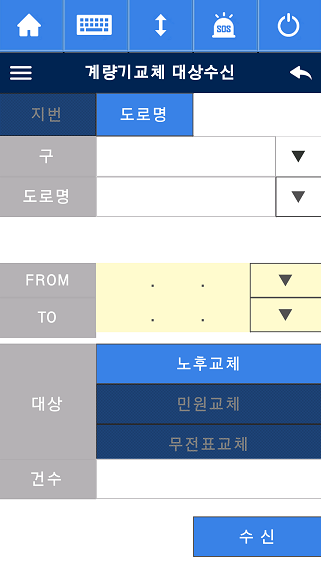 SOS
계량기교체 대상수신
지번 도로명
구
도로명
FROM . .
TO . .
대상
노후교체
민원교체
무전표교체
건수
수 신